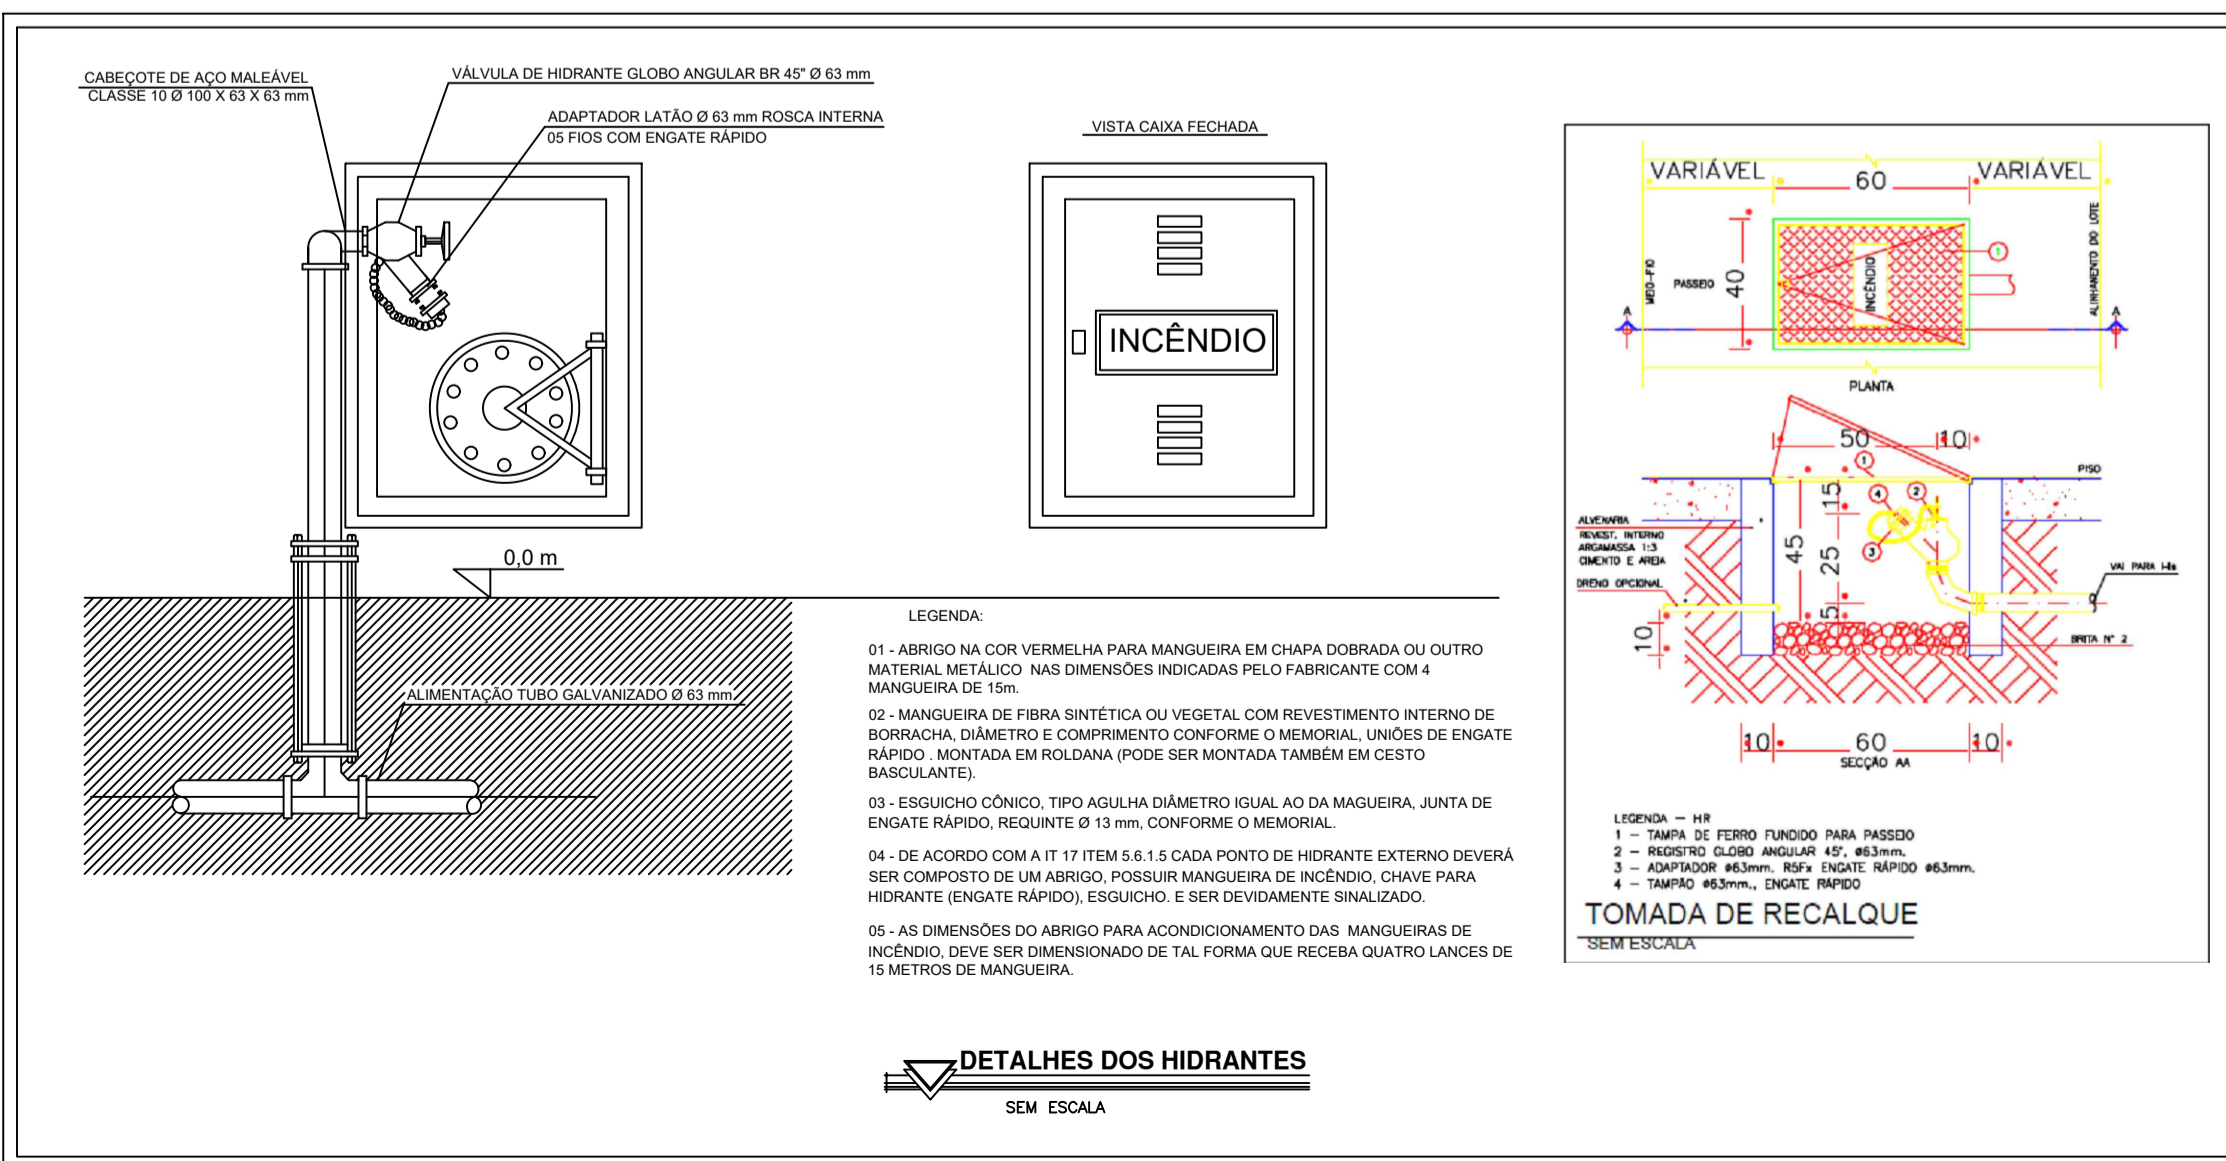 CABEÇOTE DE AÇO MALEÁVEL
CLASSE 10 Ø 100 X 63 X 63 mm
VÁLVULA DE HIDRANTE GLOBO ANGULAR BR 45" Ø 63 mm
ADAPTADOR LATÃO Ø 63 mm ROSCA INTERNA
05 FIOS COM ENGATE RÁPIDO
0,0 m
ALIMENTAÇÃO TUBO GALVANIZADO Ø 63 mm
VISTA CAIXA FECHADA
INCÊNDIO
LEGENDA:
01 - ABRIGO NA COR VERMELHA PARA MANGUEIRA EM CHAPA DOBRADA OU OUTRO
MATERIAL METÁLICO NAS DIMENSÕES INDICADAS PELO FABRICANTE COM 4
MANGUEIRA DE 15m.
02 - MANGUEIRA DE FIBRA SINTÉTICA OU VEGETAL COM REVESTIMENTO INTERNO DE
BORRACHA, DIÂMETRO E COMPRIMENTO CONFORME O MEMORIAL, UNIÕES DE ENGATE
RÁPIDO . MONTADA EM ROLDANA (PODE SER MONTADA TAMBÉM EM CESTO
BASCULANTE).
03 - ESGUICHO CÔNICO, TIPO AGULHA DIÂMETRO IGUAL AO DA MAGUEIRA, JUNTA DE
ENGATE RÁPIDO, REQUINTE Ø 13 mm, CONFORME O MEMORIAL.
04 - DE ACORDO COM A IT 17 ITEM 5.6.1.5 CADA PONTO DE HIDRANTE EXTERNO DEVERÁ
SER COMPOSTO DE UM ABRIGO, POSSUIR MANGUEIRA DE INCÊNDIO, CHAVE PARA
HIDRANTE (ENGATE RÁPIDO), ESGUICHO. E SER DEVIDAMENTE SINALIZADO.
05 - AS DIMENSÕES DO ABRIGO PARA ACONDICIONAMENTO DAS MANGUEIRAS DE
INCÊNDIO, DEVE SER DIMENSIONADO DE TAL FORMA QUE RECEBA QUATRO LANCES DE
15 METROS DE MANGUEIRA.
DETALHES DOS HIDRANTES
SEM ESCALA
VARIÁVEL
60
VARIÁVEL
MEIO-FIO
PASSEIO
40
INCÊNDIO
1
ALINHAMENTO DO LOTE
A
A
PLANTA
50
10
1
PISO
15
4
2
ALVENARIA
REVEST. INTERNO
ARGAMASSA 1:3
CIMENTO E AREIA
45
25
3
VAI PARA HIs
DRENO OPCIONAL
5
10
BRITA N° 2
10
60
10
SECÇÃO AA
LEGENDA – HR
1 – TAMPA DE FERRO FUNDIDO PARA PASSEIO
2 – REGISTRO GLOBO ANGULAR 45°, ø63mm.
3 – ADAPTADOR ø63mm. R5Fx ENGATE RÁPIDO ø63mm.
4 – TAMPÃO ø63mm., ENGATE RÁPIDO
TOMADA DE RECALQUE
SEM ESCALA